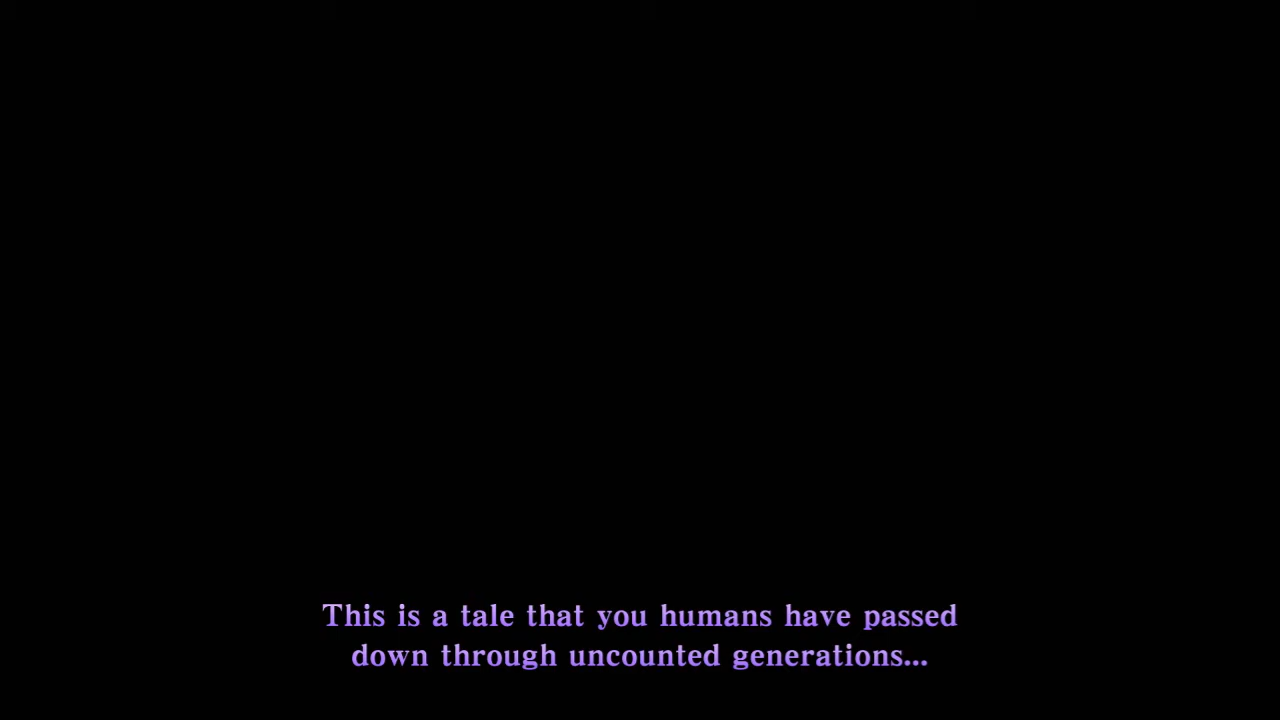 This is a tale that you humans have passed
down through uncounted generations...